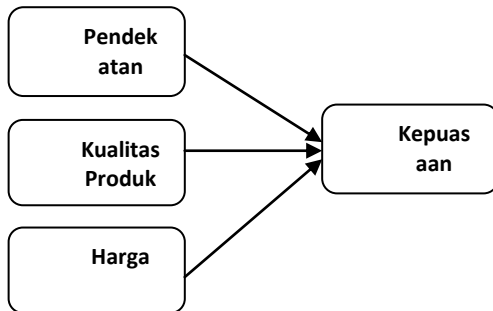 Pendek
atan
Kualitas
Produk
Harga
Kepuas
aan